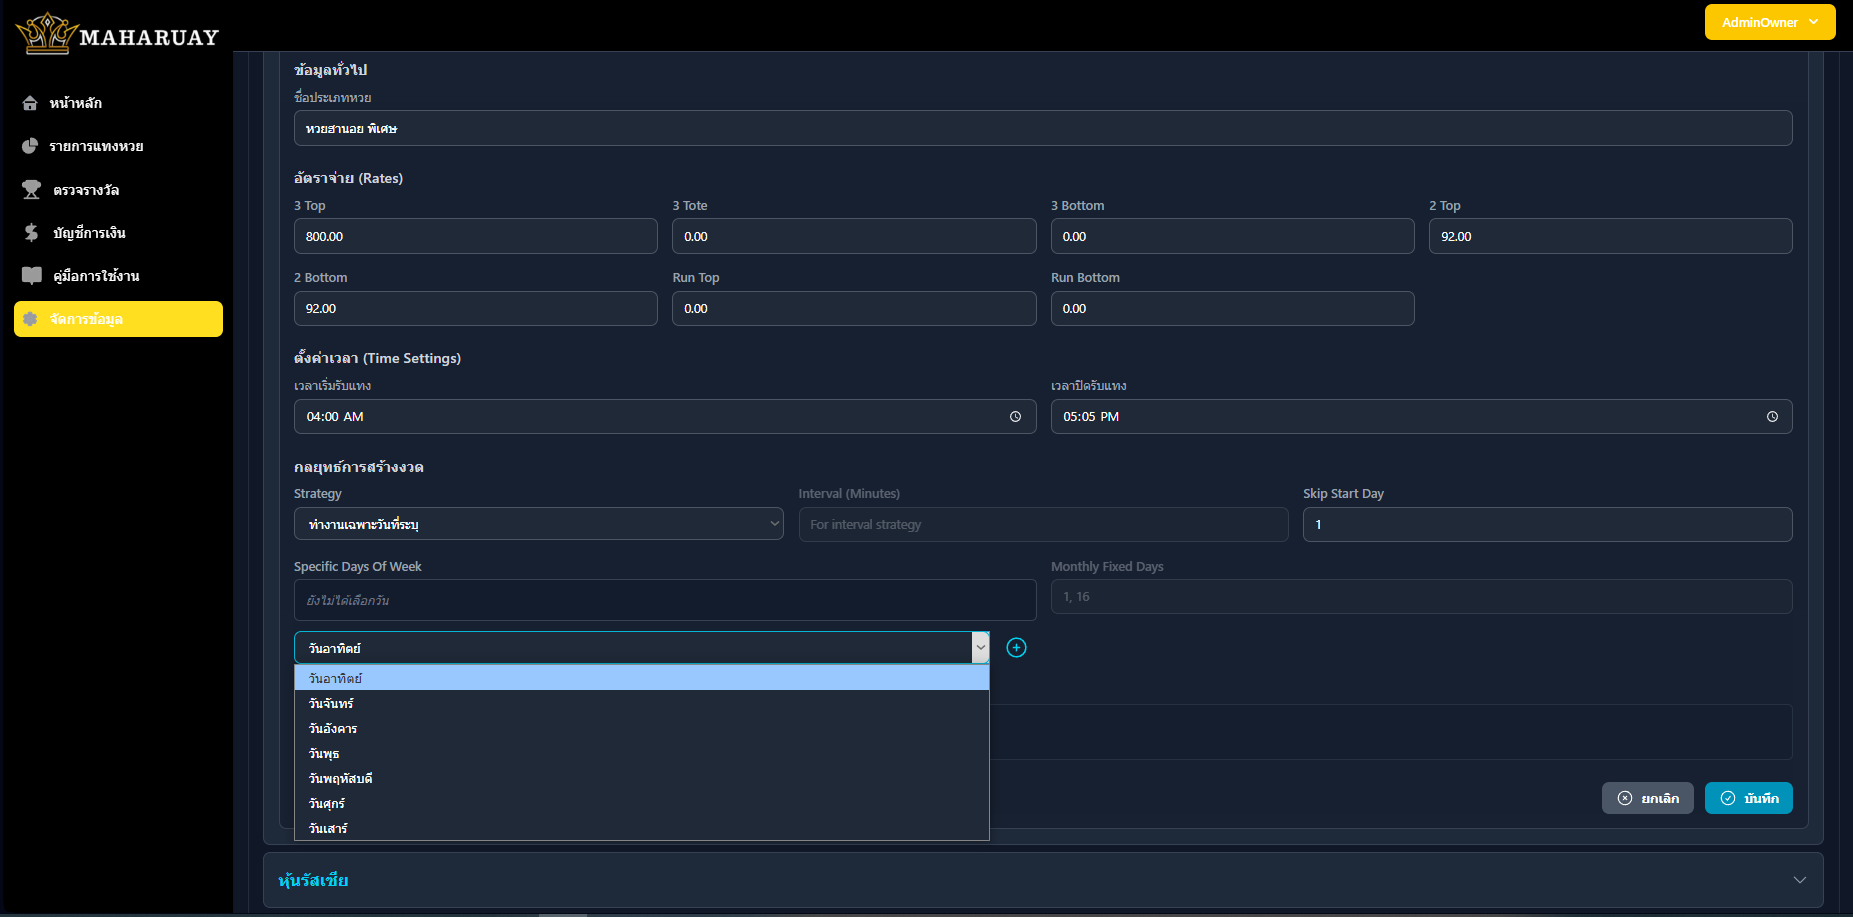 MAHARUAY
AdminOwner
หน้าหลัก
รายการแทงหวย
ตรวจรางวัล
บัญชีการเงิน
คู่มือการใช้งาน
จัดการข้อมูล
ข้อมูลทั่วไป
ชื่อประเภทหวย
หวยฮานอย พิเศษ
อัตราจ่าย (Rates)
3 Top 3 Tote 3 Bottom 2 Top
800.00 0.00 0.00 92.00
2 Bottom Run Top Run Bottom
92.00 0.00 0.00
ตั้งค่าเวลา (Time Settings)
เวลาเริ่มรับแทง เวลาปิดรับแทง
04:00 AM 05:05 PM
กลยุทธ์การสร้างงวด
Strategy Interval (Minutes) Skip Start Day
ทำงานเฉพาะวันที่ระบุ For interval strategy 1
Specific Days Of Week Monthly Fixed Days
ยังไม่ได้เลือกวัน 1, 16
วันอาทิตย์
วันอาทิตย์
วันจันทร์
วันอังคาร
วันพุธ
วันพฤหัสบดี
วันศุกร์
วันเสาร์
ยกเลิก บันทึก
หุ้นรัสเซีย